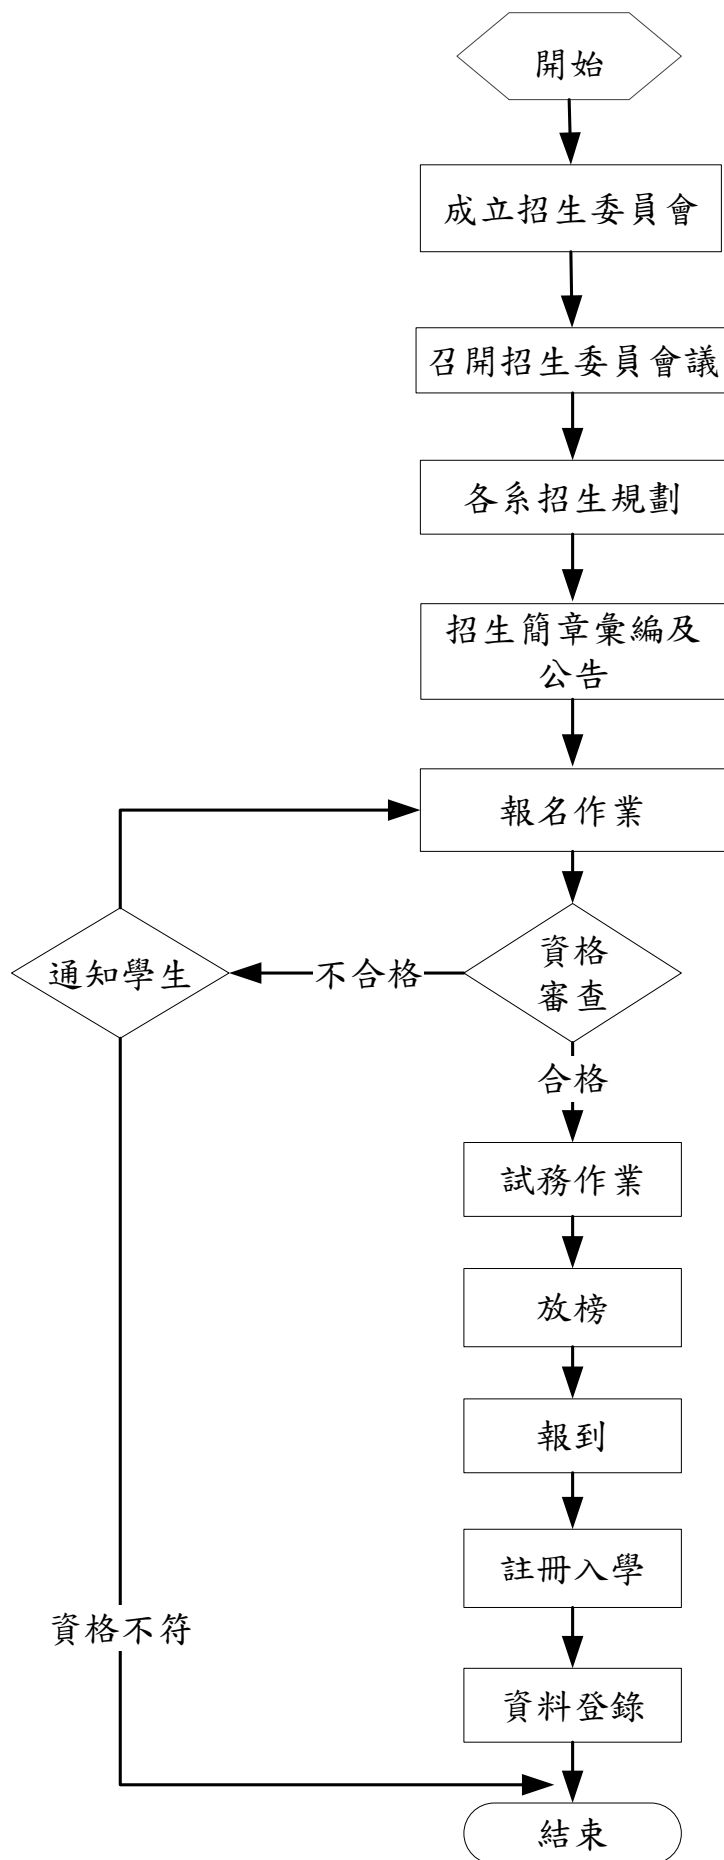 開始
成立招生委員會
召開招生委員會議
各系招生規劃
招生簡章彙編及
公告
報名作業
資格
審查
不合格
通知學生
合格
試務作業
放榜
報到
註冊入學
資格不符
資料登錄
結束